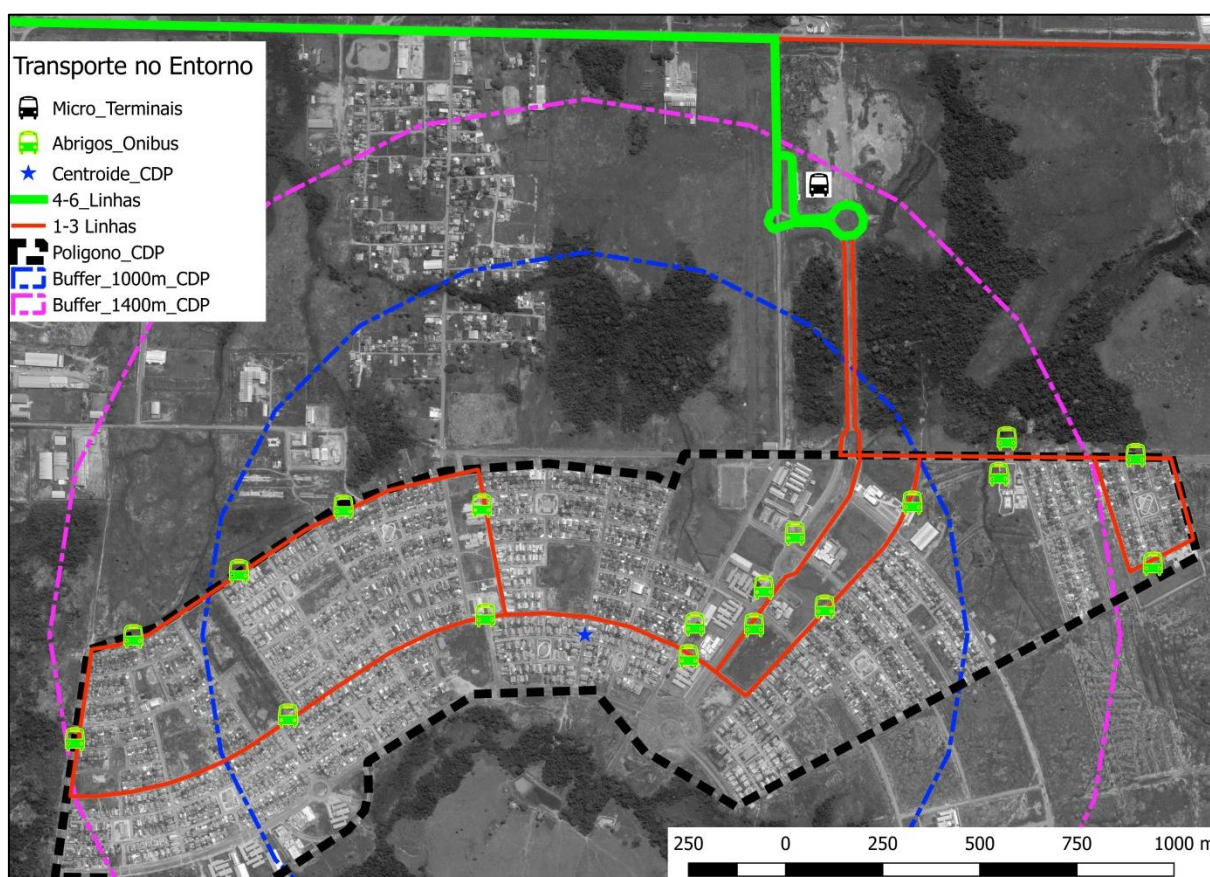 Transporte no Entorno
Micro_Terminais
Abrigos_Onibus
Centroide_CDP
4-6_Linhas
1-3 Linhas
Poligono_CDP
Buffer_1000m_CDP
Buffer_1400m_CDP
250 0 250 500 750 1000 m